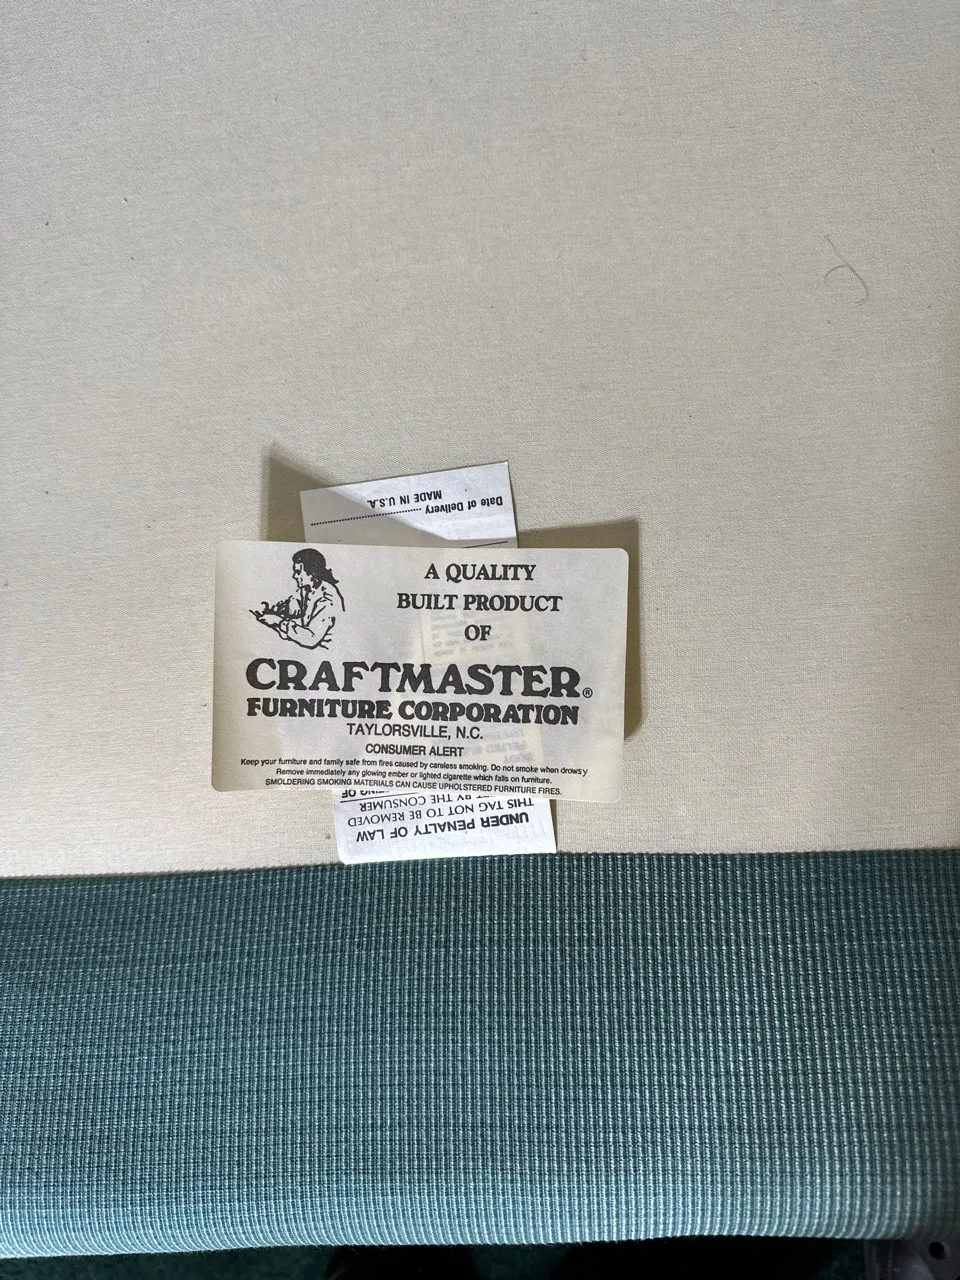 Date of Delivery
MADE IN U.S.A.
A QUALITY
BUILT PRODUCT
OF
CRAFTMASTER®
FURNITURE CORPORATION
TAYLORSVILLE, N.C.
CONSUMER ALERT
Keep your furniture and family safe from fires caused by careless smoking. Do not smoke when drowsy
Remove immediately any glowing ember or lighted cigarette which falls on furniture.
SMOLDERING SMOKING MATERIALS CAN CAUSE UPHOLSTERED FURNITURE FIRES.
UNDER PENALTY OF LAW
THIS TAG NOT TO BE REMOVED
BY THE CONSUMER
OF